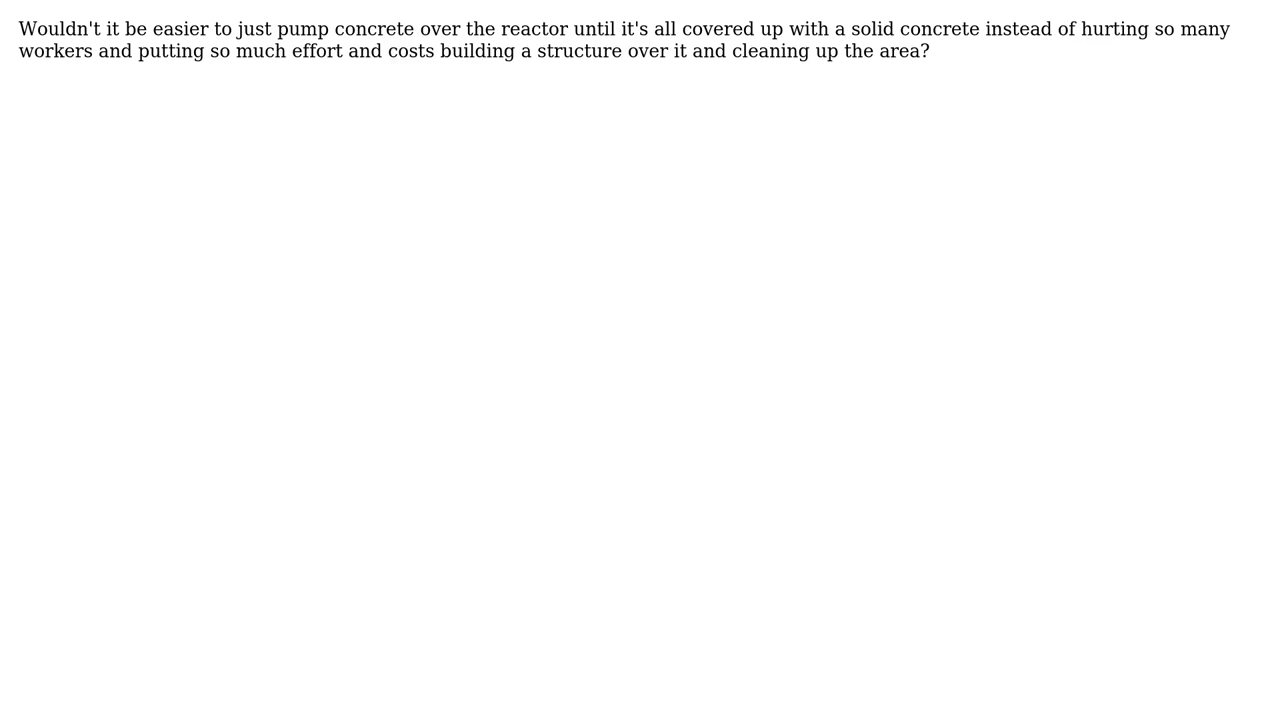 Wouldn't it be easier to just pump concrete over the reactor until it's all covered up with a solid concrete instead of hurting so many
workers and putting so much effort and costs building a structure over it and cleaning up the area?